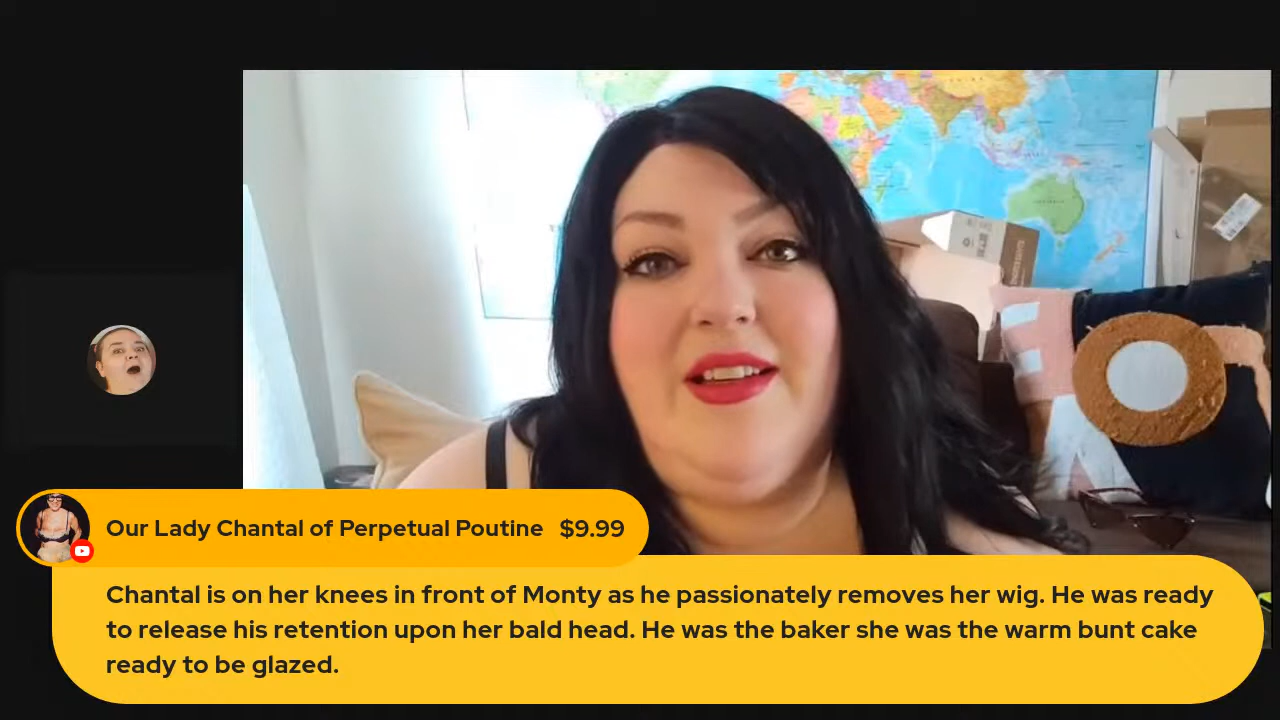 Our Lady Chantal of Perpetual Poutine $9.99
Chantal is on her knees in front of Monty as he passionately removes her wig. He was ready
to release his retention upon her bald head. He was the baker she was the warm bunt cake
ready to be glazed.